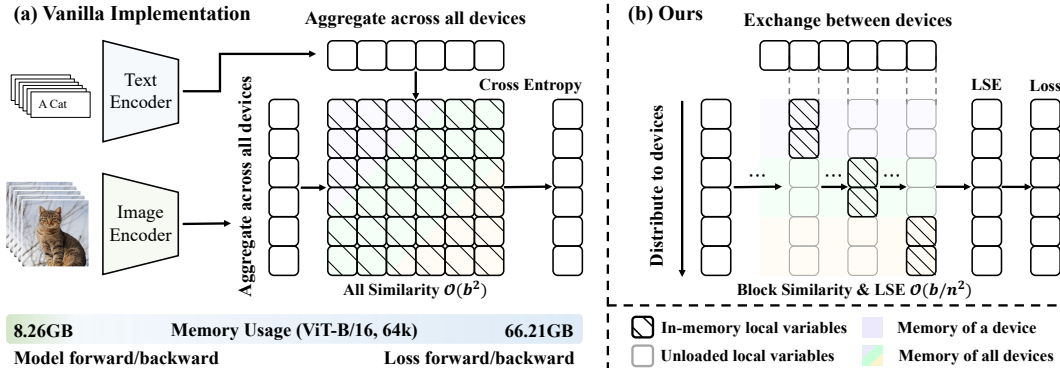 (a) Vanilla Implementation
Aggregate across all devices
A Cat
Text
Encoder
Cross Entropy
Image
Encoder
Aggregate across all devices
All Similarity 𝒪(b²)
8.26GB Memory Usage (ViT-B/16, 64k) 66.21GB
Model forward/backward Loss forward/backward
(b) Ours
Exchange between devices
LSE Loss
Distribute to devices
... ... ...
Block Similarity & LSE 𝒪(b/n²)
In-memory local variables Memory of a device
Unloaded local variables Memory of all devices